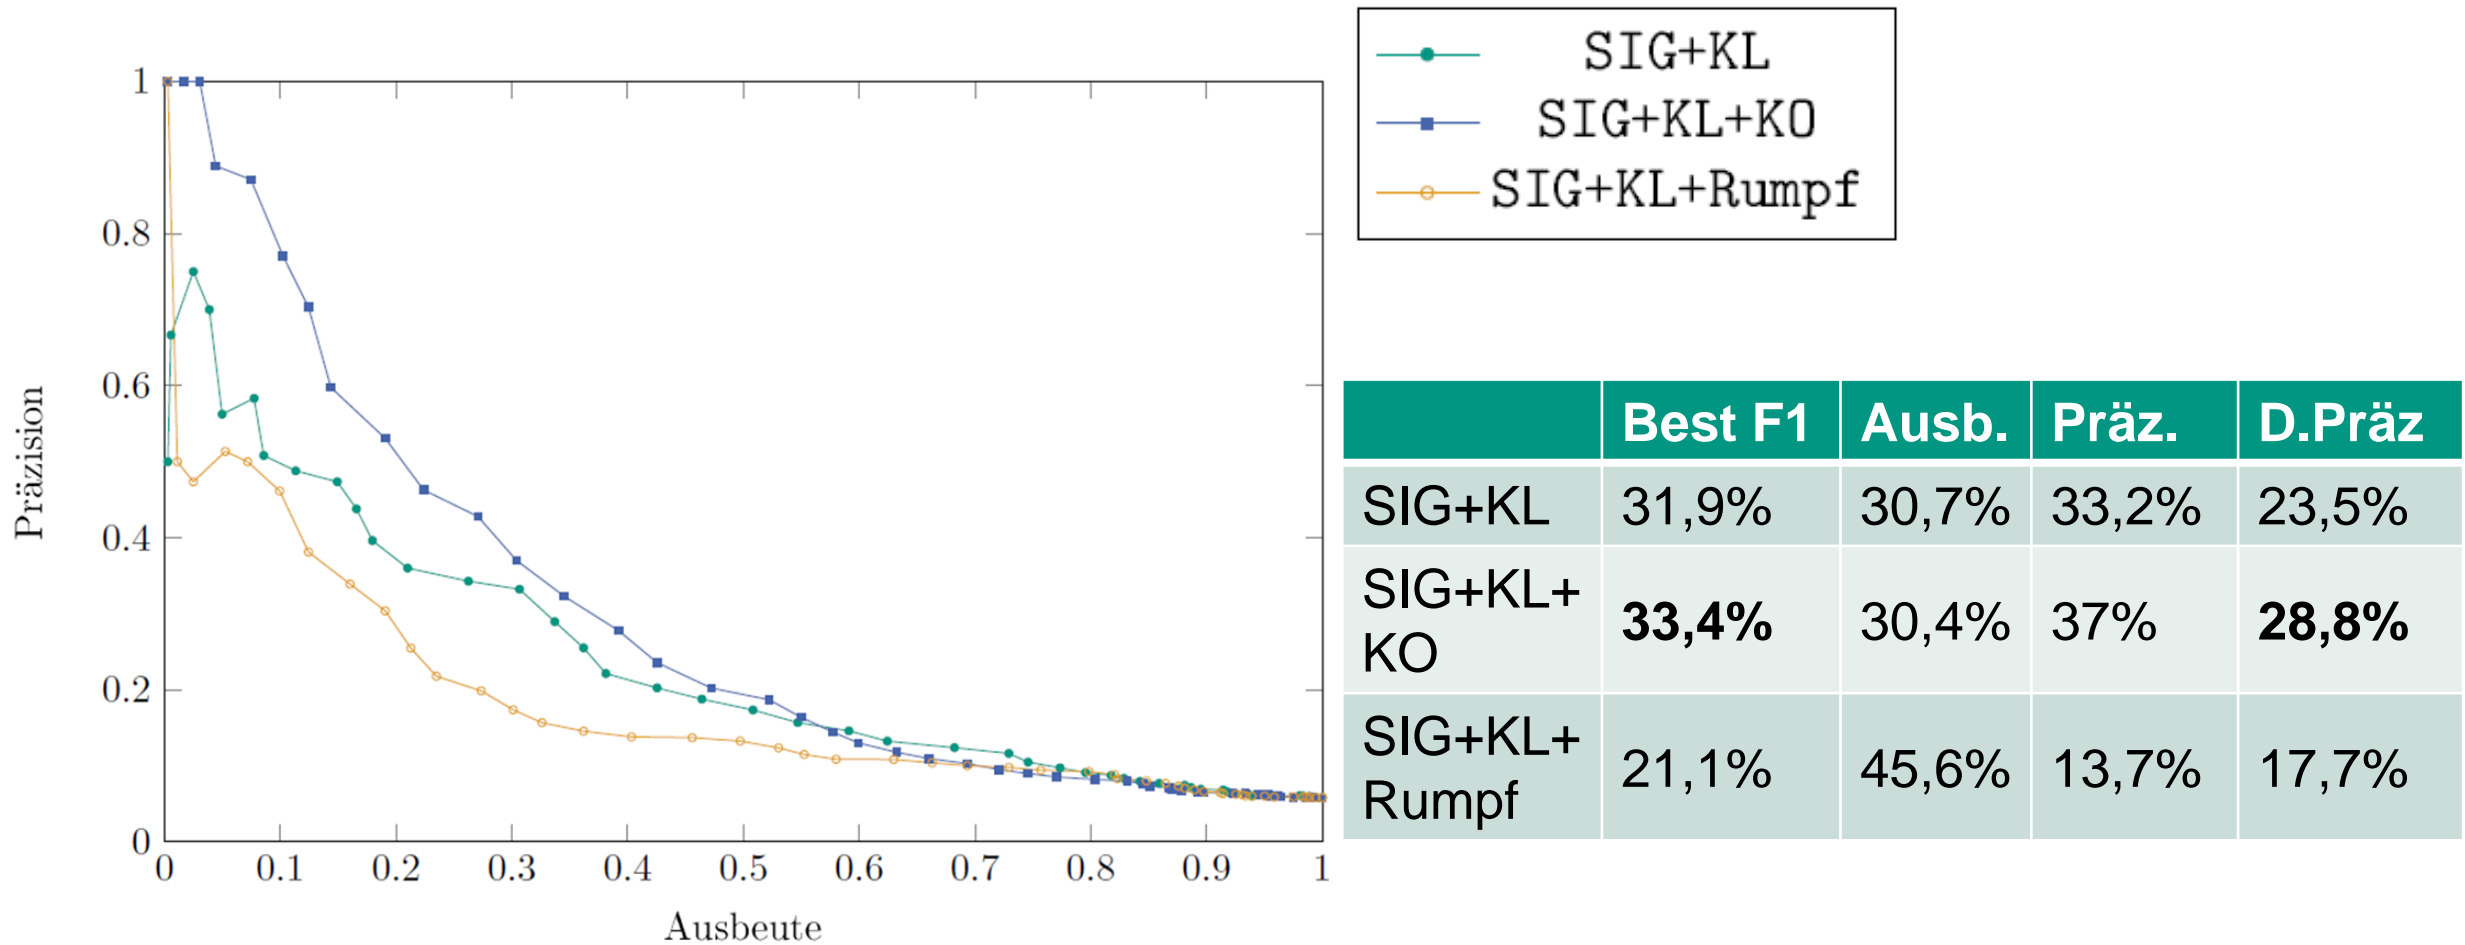 SIG+KL
SIG+KL+KO
SIG+KL+Rumpf
Präzision
1
0.8
0.6
0.4
0.2
0
0 0.1 0.2 0.3 0.4 0.5 0.6 0.7 0.8 0.9 1
Ausbeute
Best F1 Ausb. Präz. D.Präz
SIG+KL 31,9% 30,7% 33,2% 23,5%
SIG+KL+
KO 33,4% 30,4% 37% 28,8%
SIG+KL+
Rumpf 21,1% 45,6% 13,7% 17,7%